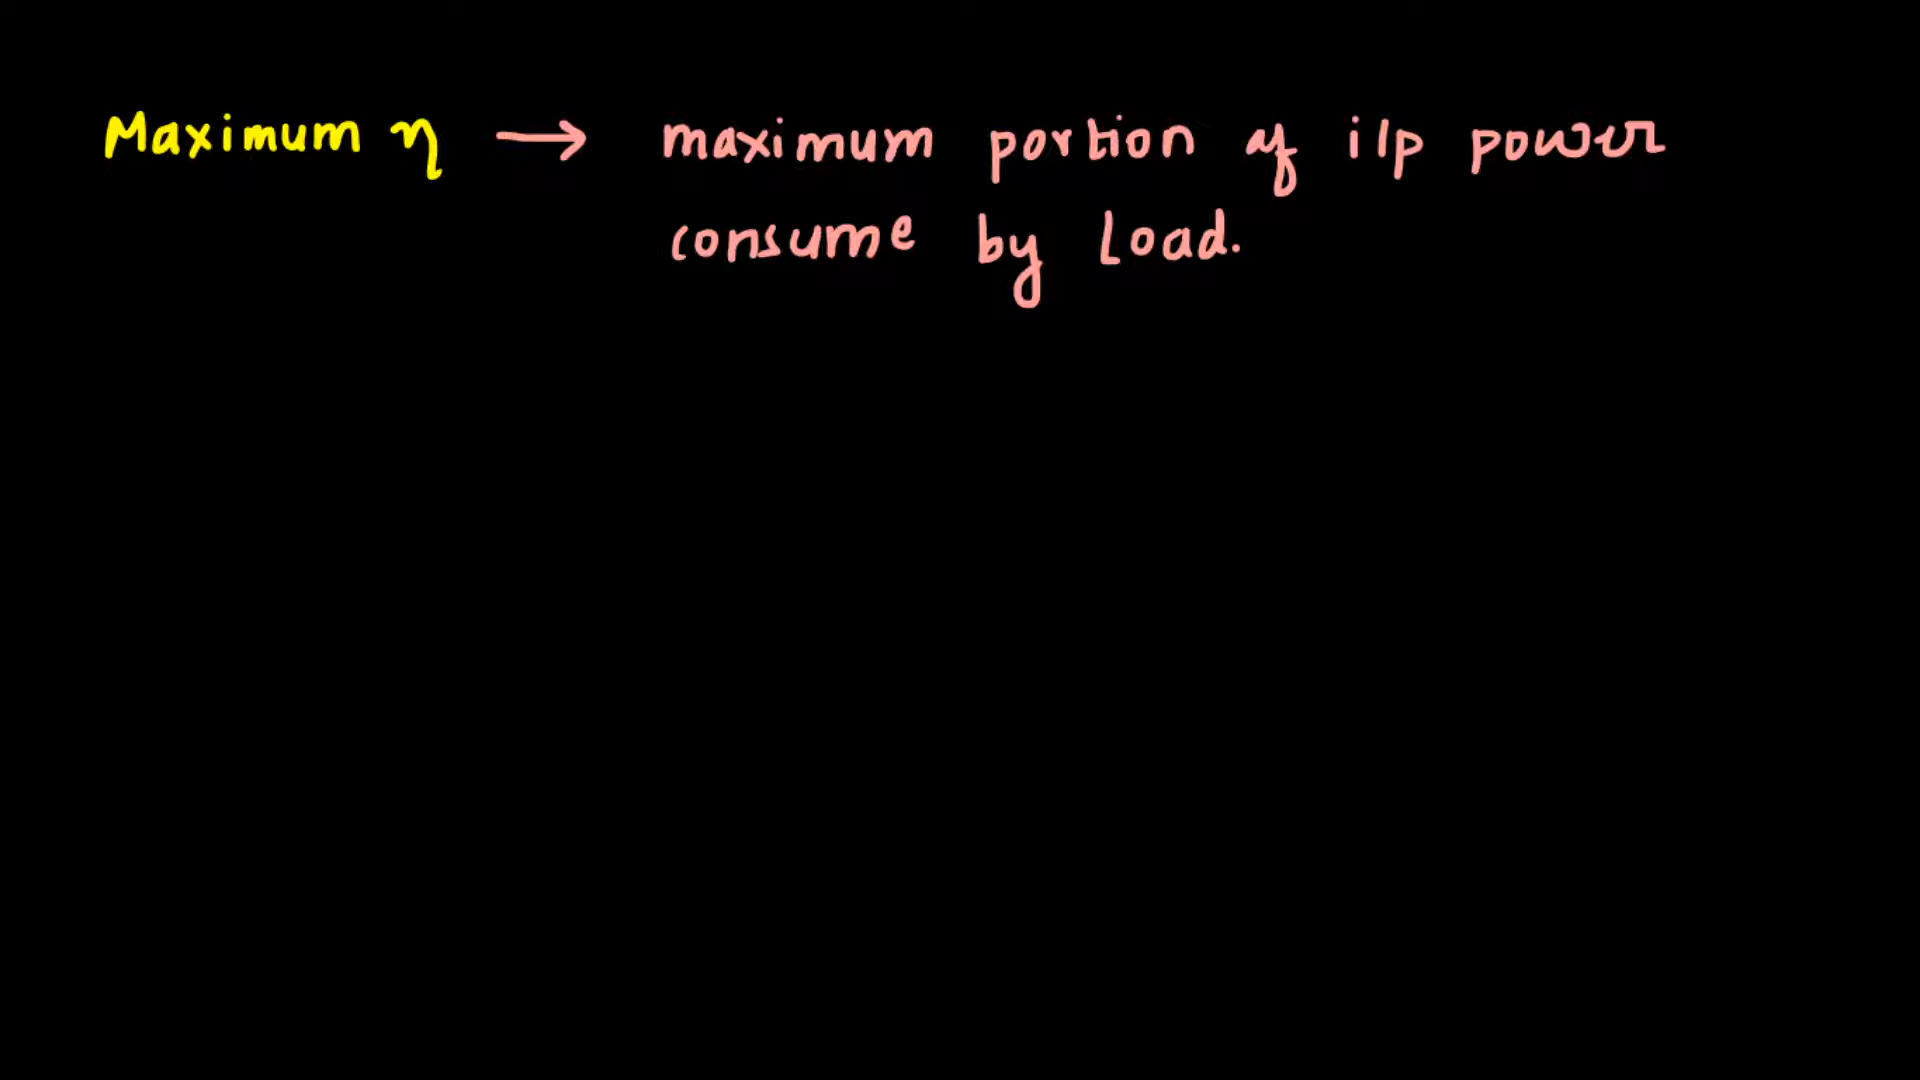 Maximum η → maximum portion of i/p power
consume by Load.